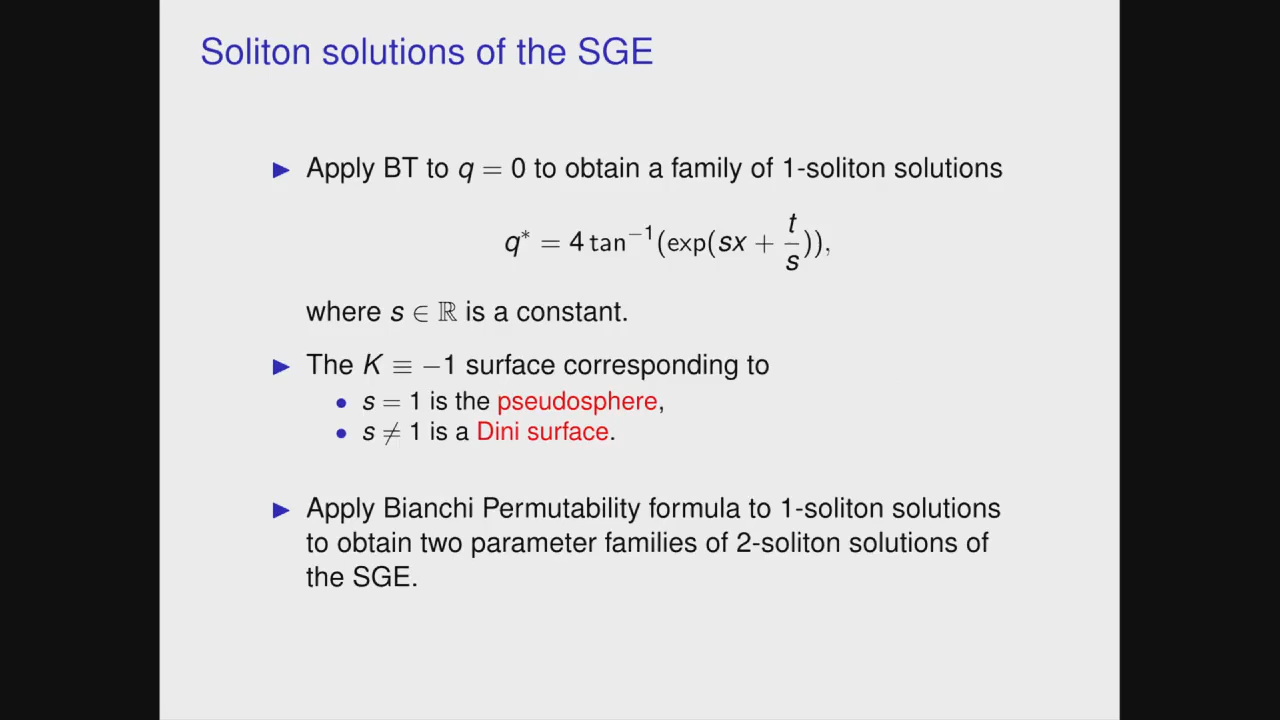 Soliton solutions of the SGE
▶ Apply BT to q = 0 to obtain a family of 1-soliton solutions
q* = 4 tan⁻¹(exp(sx + t/s)),
where s ∈ ℝ is a constant.
▶ The K ≡ −1 surface corresponding to
• s = 1 is the pseudosphere,
• s ≠ 1 is a Dini surface.
▶ Apply Bianchi Permutability formula to 1-soliton solutions
to obtain two parameter families of 2-soliton solutions of
the SGE.